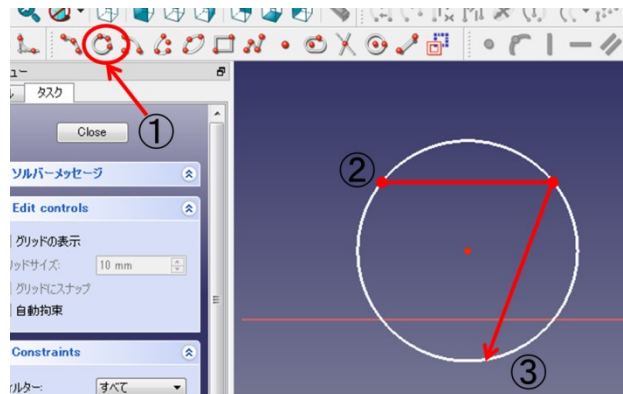 ュー
タスク
①
Close
②
ソルバーメッセージ
Edit controls
グリッドの表示
リッドサイズ:
10 mm
グリッドにスナップ
自動拘束
Constraints
③
ィルター:
すべて